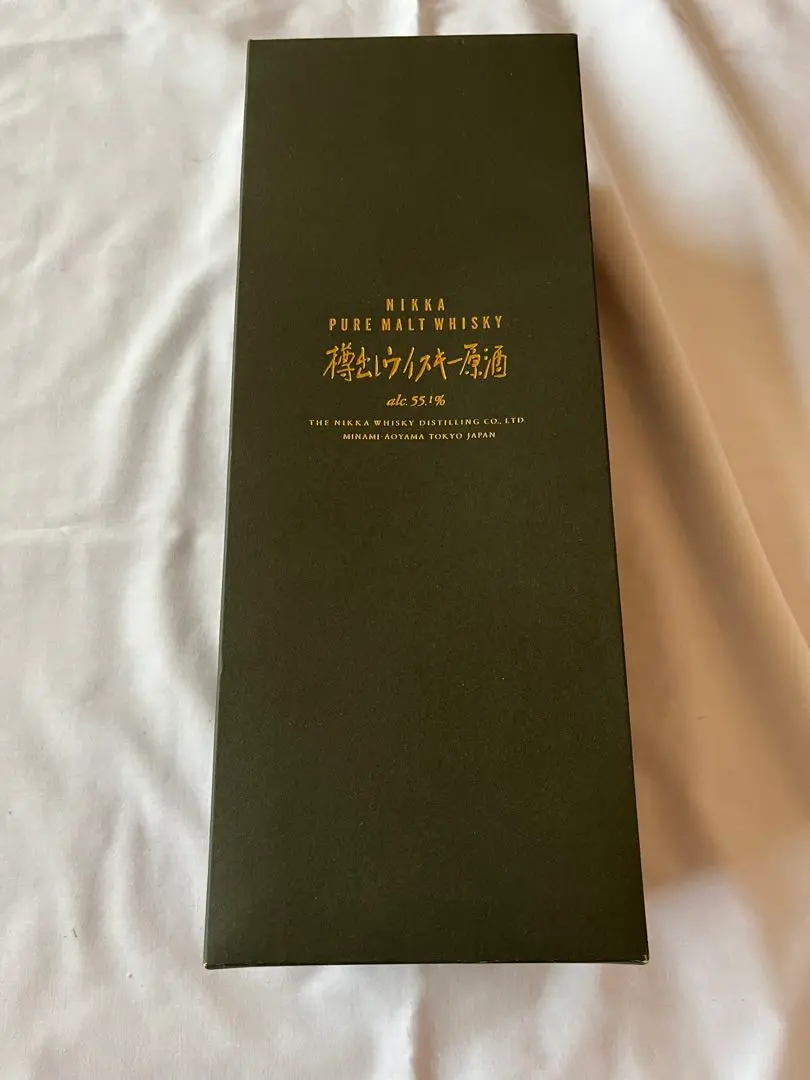 NIKKA
PURE MALT WHISKY
樽出しウイスキー原酒
alc. 55.1%
THE NIKKA WHISKY DISTILLING CO., LTD
MINAMI-AOYAMA TOKYO JAPAN